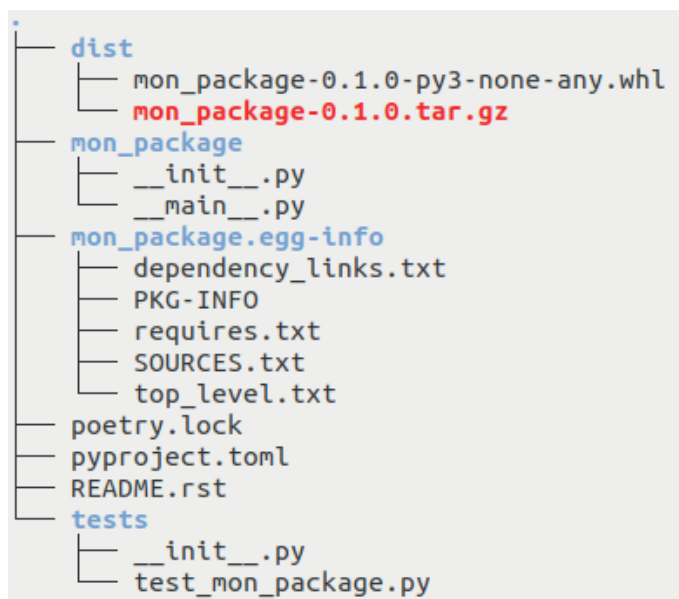 .
├── dist
│   ├── mon_package-0.1.0-py3-none-any.whl
│   └── mon_package-0.1.0.tar.gz
├── mon_package
│   ├── __init__.py
│   └── __main__.py
├── mon_package.egg-info
│   ├── dependency_links.txt
│   ├── PKG-INFO
│   ├── requires.txt
│   ├── SOURCES.txt
│   └── top_level.txt
├── poetry.lock
├── pyproject.toml
├── README.rst
└── tests
    ├── __init__.py
    └── test_mon_package.py